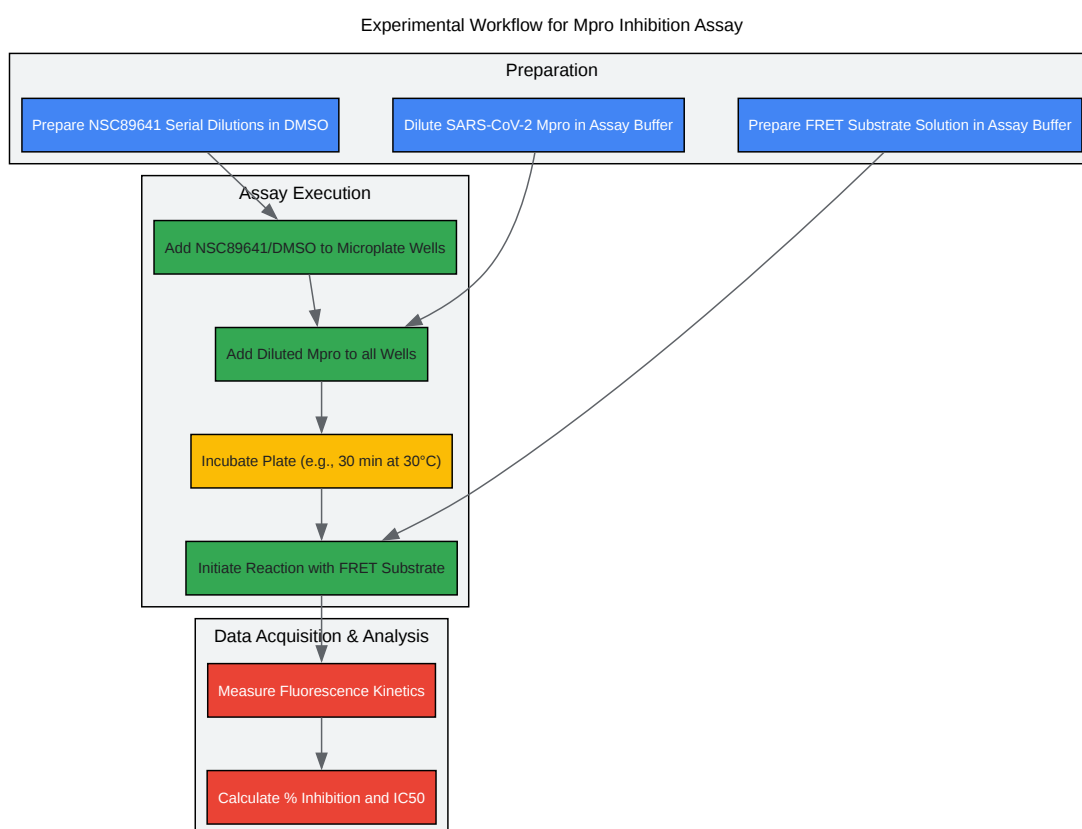 Experimental Workflow for Mpro Inhibition Assay
Preparation
Prepare NSC89641 Serial Dilutions in DMSO
Dilute SARS-CoV-2 Mpro in Assay Buffer
Prepare FRET Substrate Solution in Assay Buffer
Assay Execution
Add NSC89641/DMSO to Microplate Wells
Add Diluted Mpro to all Wells
Incubate Plate (e.g., 30 min at 30°C)
Initiate Reaction with FRET Substrate
Data Acquisition & Analysis
Measure Fluorescence Kinetics
Calculate % Inhibition and IC50